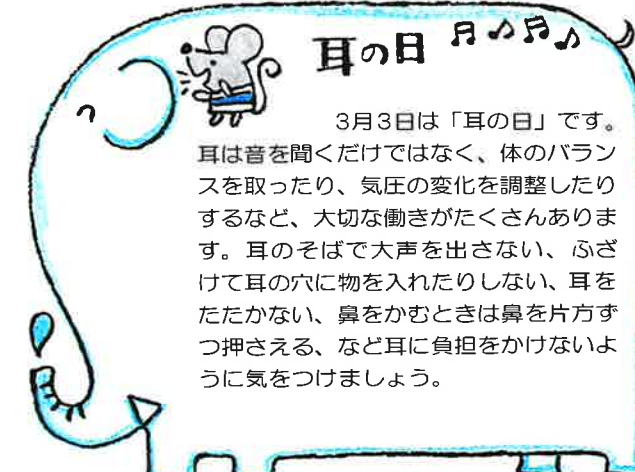 耳の日
3月3日は「耳の日」です。
耳は音を聞くだけではなく、体のバラン
スを取ったり、気圧の変化を調整したり
するなど、大切な働きがたくさんありま
す。耳のそばで大声を出さない、ふざ
けて耳の穴に物を入れたりしない、耳を
たたかない、鼻をかむときは鼻を片方ず
つ押さえる、など耳に負担をかけないよ
うに気をつけましょう。